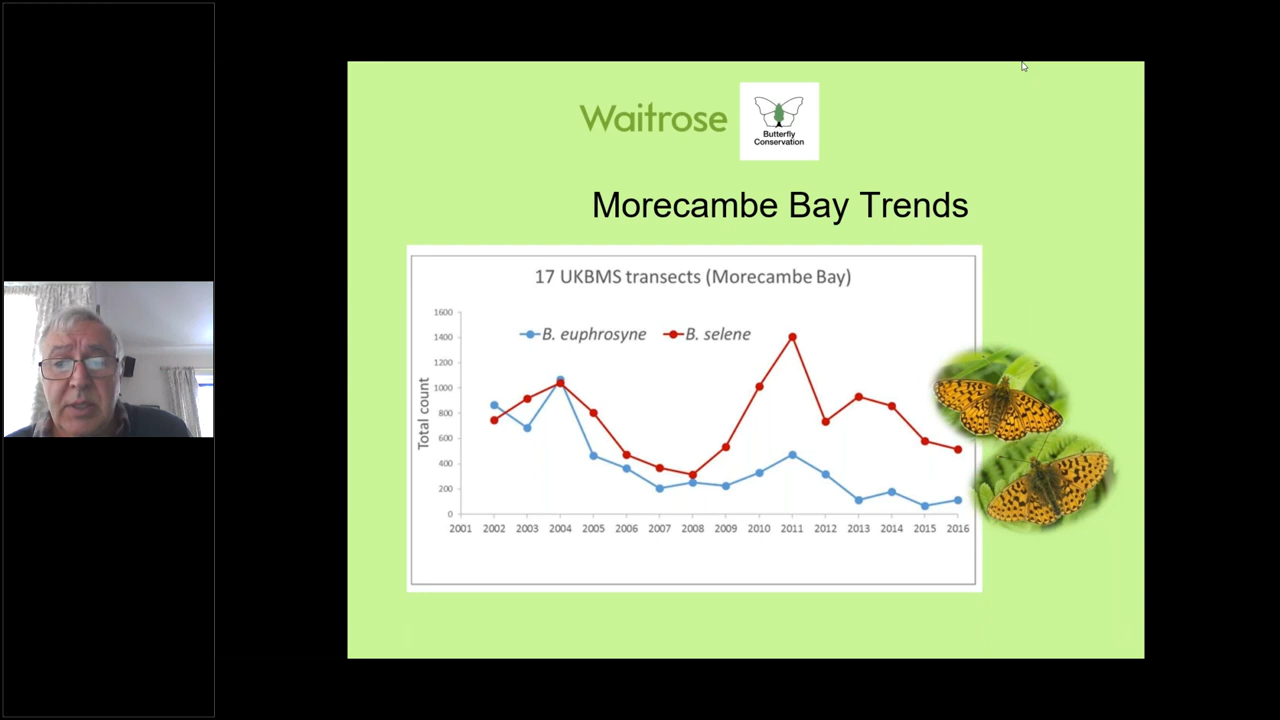 Waitrose
Butterfly
Conservation
Morecambe Bay Trends
17 UKBMS transects (Morecambe Bay)
B. euphrosyne B. selene
Total count
1600
1400
1200
1000
800
600
400
200
0
2001 2002 2003 2004 2005 2006 2007 2008 2009 2010 2011 2012 2013 2014 2015 2016